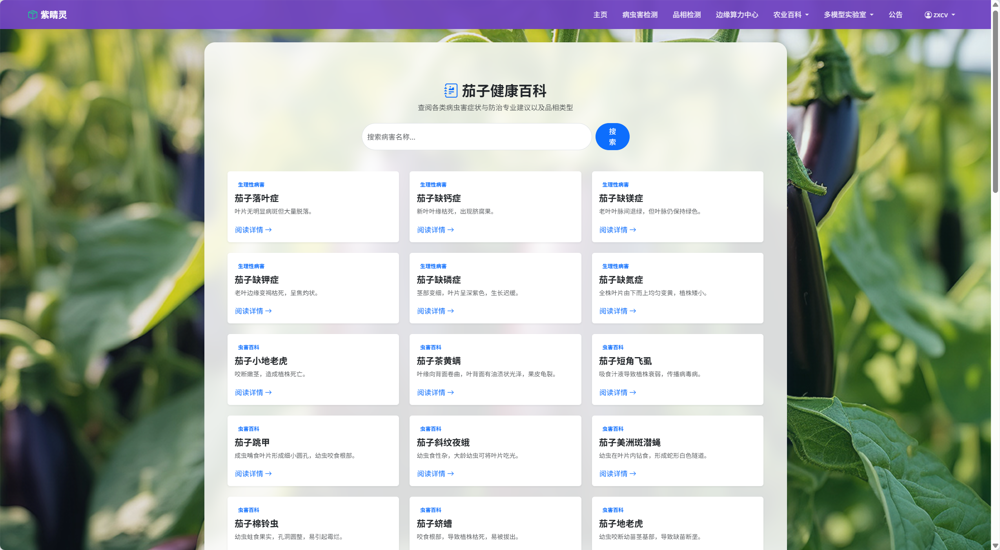 紫晴灵
主页 病虫害检测 品相检测 边缘算力中心 农业百科 多模型实验室 公告 zxcv
茄子健康百科
查阅各类病虫害症状与防治专业建议以及品相类型
搜索病害名称...
搜
索
生理性病害
茄子落叶症
叶片无明显病斑但大量脱落。
阅读详情 →
生理性病害
茄子缺钙症
新叶叶缘枯死，出现脐腐果。
阅读详情 →
生理性病害
茄子缺镁症
老叶叶脉间退绿，但叶脉仍保持绿色。
阅读详情 →
生理性病害
茄子缺钾症
老叶边缘变褐枯死，呈焦灼状。
阅读详情 →
生理性病害
茄子缺磷症
茎部变细，叶片呈深紫色，生长迟缓。
阅读详情 →
生理性病害
茄子缺氮症
全株叶片由下而上均匀变黄，植株矮小。
阅读详情 →
虫害百科
茄子小地老虎
咬断嫩茎，造成植株死亡。
阅读详情 →
虫害百科
茄子茶黄螨
叶缘向背面卷曲，叶背面有油渍状光泽，果皮龟裂。
阅读详情 →
虫害百科
茄子短角飞虱
吸食汁液导致植株衰弱，传播病毒病。
阅读详情 →
虫害百科
茄子跳甲
成虫啃食叶片形成细小圆孔，幼虫咬食根部。
阅读详情 →
虫害百科
茄子斜纹夜蛾
幼虫食性杂，大龄幼虫可将叶片吃光。
阅读详情 →
虫害百科
茄子美洲斑潜蝇
幼虫在叶片内钻食，形成蛇形白色隧道。
阅读详情 →
虫害百科
茄子棉铃虫
幼虫蛀食果实，孔洞圆整，易引起霉烂。
虫害百科
茄子蛴螬
咬食根部，导致植株枯死，易被拔出。
虫害百科
茄子地老虎
幼虫咬断幼苗茎基部，导致缺苗断垄。